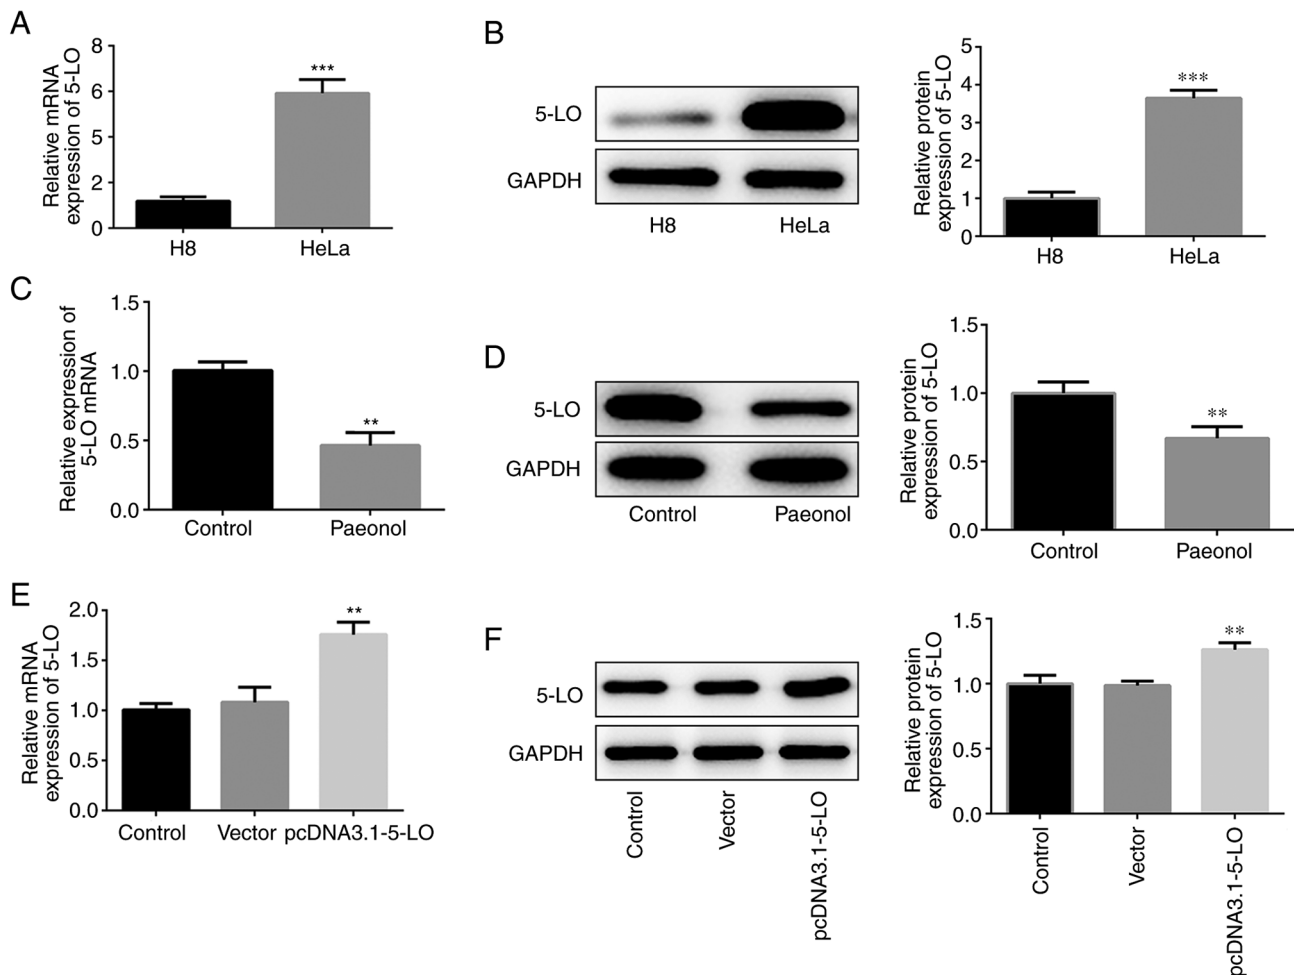 A
Relative mRNA
expression of 5-LO
8
6
5
2
0
***
H8
HeLa
B
5-LO
GAPDH
H8
HeLa
Relative protein
expression of 5-LO
5
4
3
2
1
0
***
H8
HeLa
C
Relative expression of
5-LO mRNA
1.5
1.0
0.5
0.0
**
Control
Paeonol
D
5-LO
GAPDH
Control
Paeonol
Relative protein
expression of 5-LO
1.5
1.0
0.5
0.0
**
Control
Paeonol
E
Relative mRNA
expression of 5-LO
2.0
1.5
1.0
0.5
0.0
**
Control
Vector
pcDNA3.1-5-LO
F
5-LO
GAPDH
Control
Vector
pcDNA3.1-5-LO
Relative protein
expression of 5-LO
1.5
1.0
0.5
0.0
**
Control
Vector
pcDNA3.1-5-LO